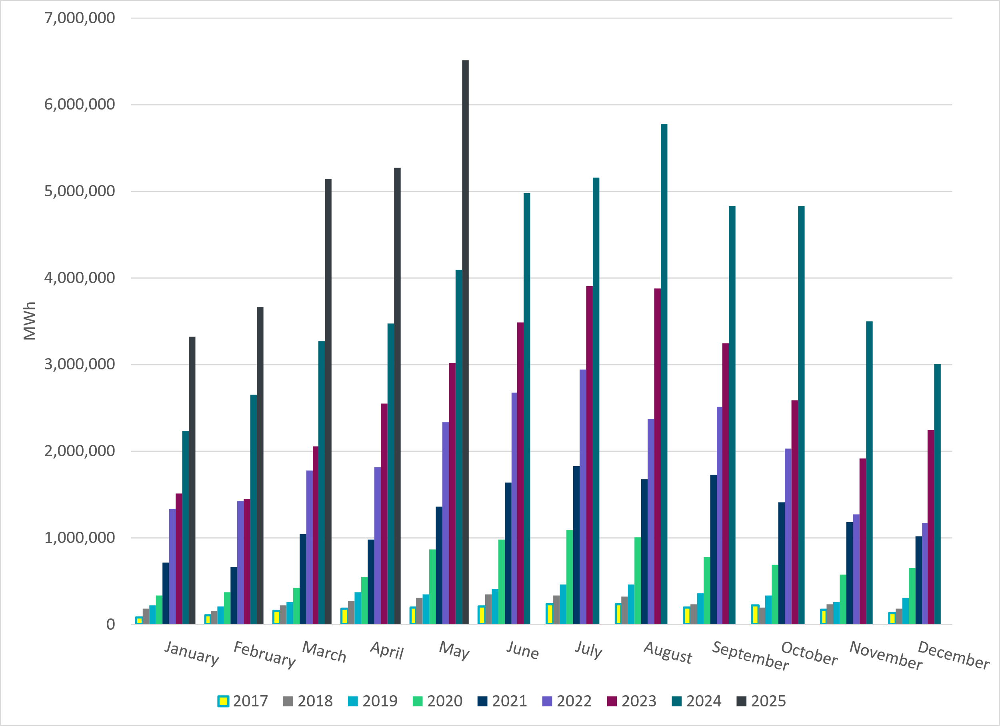 7,000,000
6,000,000
5,000,000
4,000,000
3,000,000
2,000,000
1,000,000
0
MWh
January February March April May June July August September October November December
2017 2018 2019 2020 2021 2022 2023 2024 2025